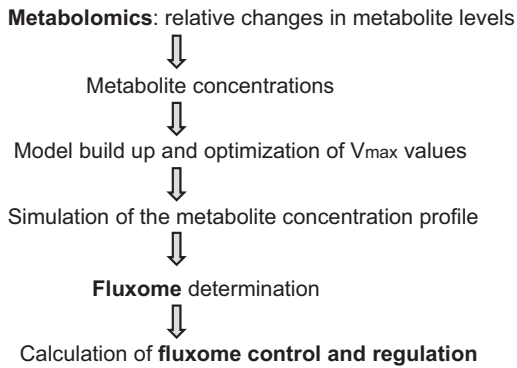 Metabolomics: relative changes in metabolite levels
Metabolite concentrations
Model build up and optimization of Vmax values
Simulation of the metabolite concentration profile
Fluxome determination
Calculation of fluxome control and regulation